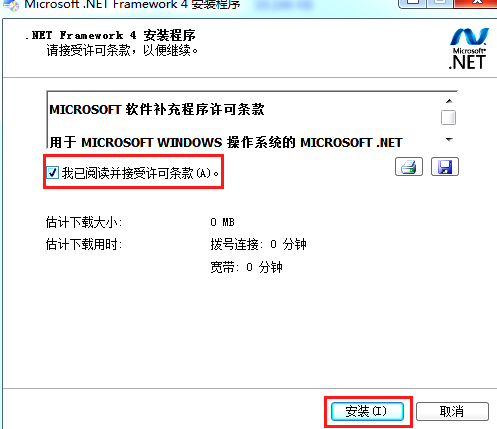 Microsoft .NET Framework 4 安装程序
.NET Framework 4 安装程序
请接受许可条款，以便继续。
Microsoft
.NET
MICROSOFT 软件补充程序许可条款
用于 MICROSOFT WINDOWS 操作系统的 MICROSOFT .NET
我已阅读并接受许可条款(A)。
估计下载大小: 0 MB
估计下载用时: 拨号连接: 0 分钟
宽带: 0 分钟
安装(I) 取消